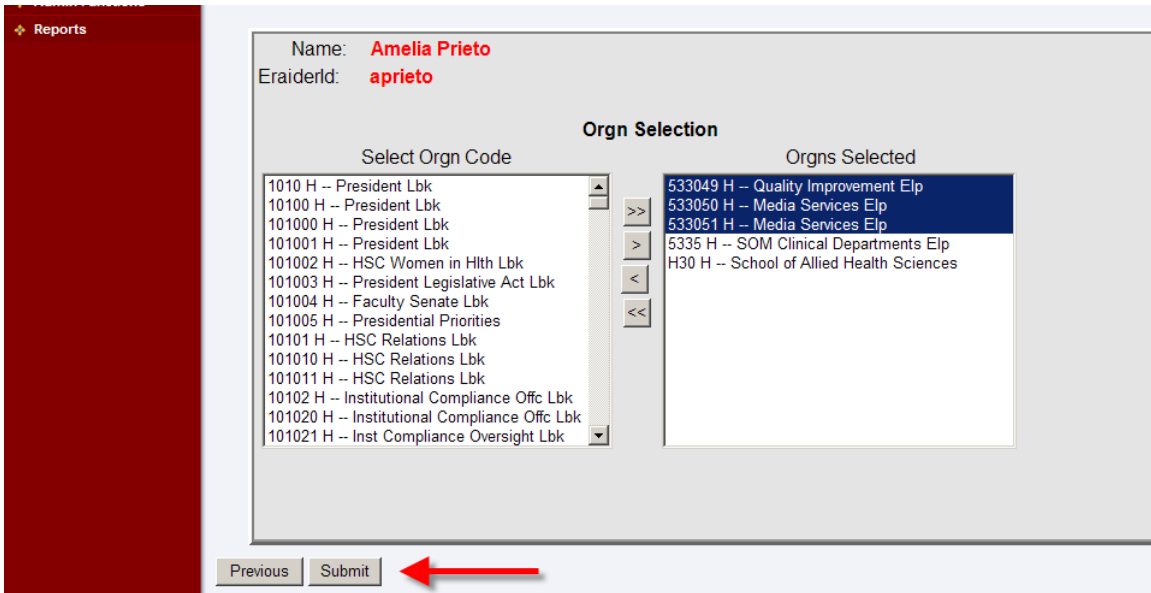 Reports
Name: Amelia Prieto
EraiderId: aprieto
Orgn Selection
Select Orgn Code
Orgns Selected
1010 H -- President Lbk
10100 H -- President Lbk
101000 H -- President Lbk
101001 H -- President Lbk
101002 H -- HSC Women in Hlth Lbk
101003 H -- President Legislative Act Lbk
101004 H -- Faculty Senate Lbk
101005 H -- Presidential Priorities
10101 H -- HSC Relations Lbk
101010 H -- HSC Relations Lbk
101011 H -- HSC Relations Lbk
10102 H -- Institutional Compliance Offc Lbk
101020 H -- Institutional Compliance Offc Lbk
101021 H -- Inst Compliance Oversight Lbk
>>
>
<
<<
533049 H -- Quality Improvement Elp
533050 H -- Media Services Elp
533051 H -- Media Services Elp
5335 H -- SOM Clinical Departments Elp
H30 H -- School of Allied Health Sciences
Previous Submit